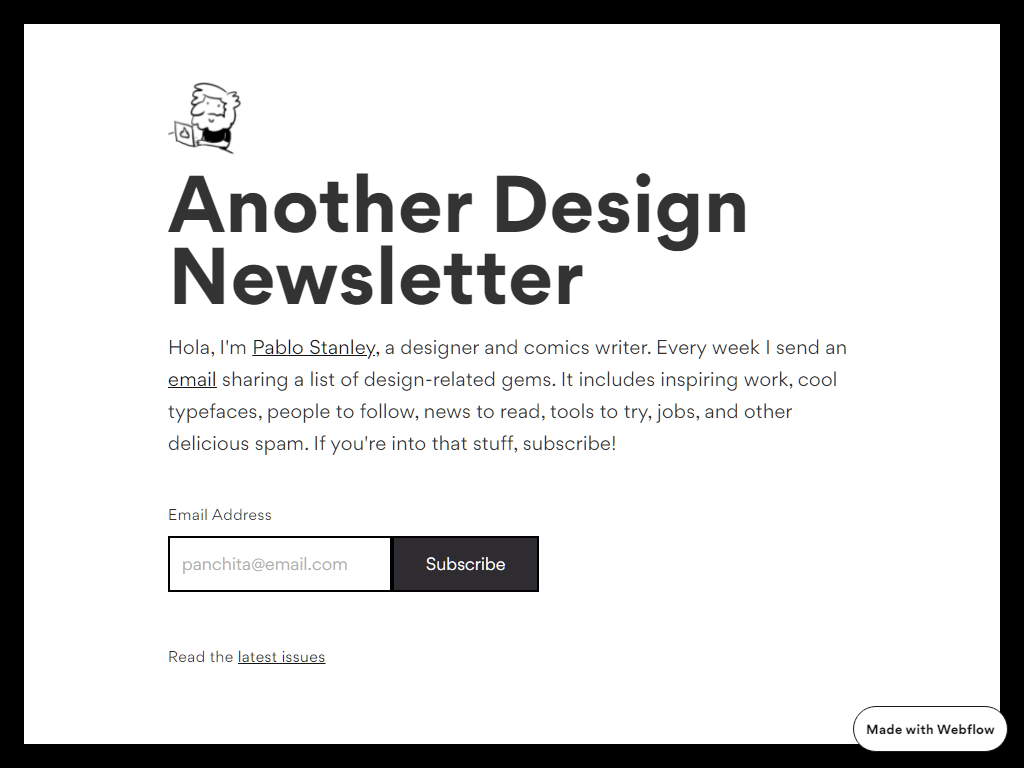 Another Design
Newsletter
Hola, I'm Pablo Stanley, a designer and comics writer. Every week I send an
email sharing a list of design-related gems. It includes inspiring work, cool
typefaces, people to follow, news to read, tools to try, jobs, and other
delicious spam. If you're into that stuff, subscribe!
Email Address
panchita@email.com
Subscribe
Read the latest issues
Made with Webflow